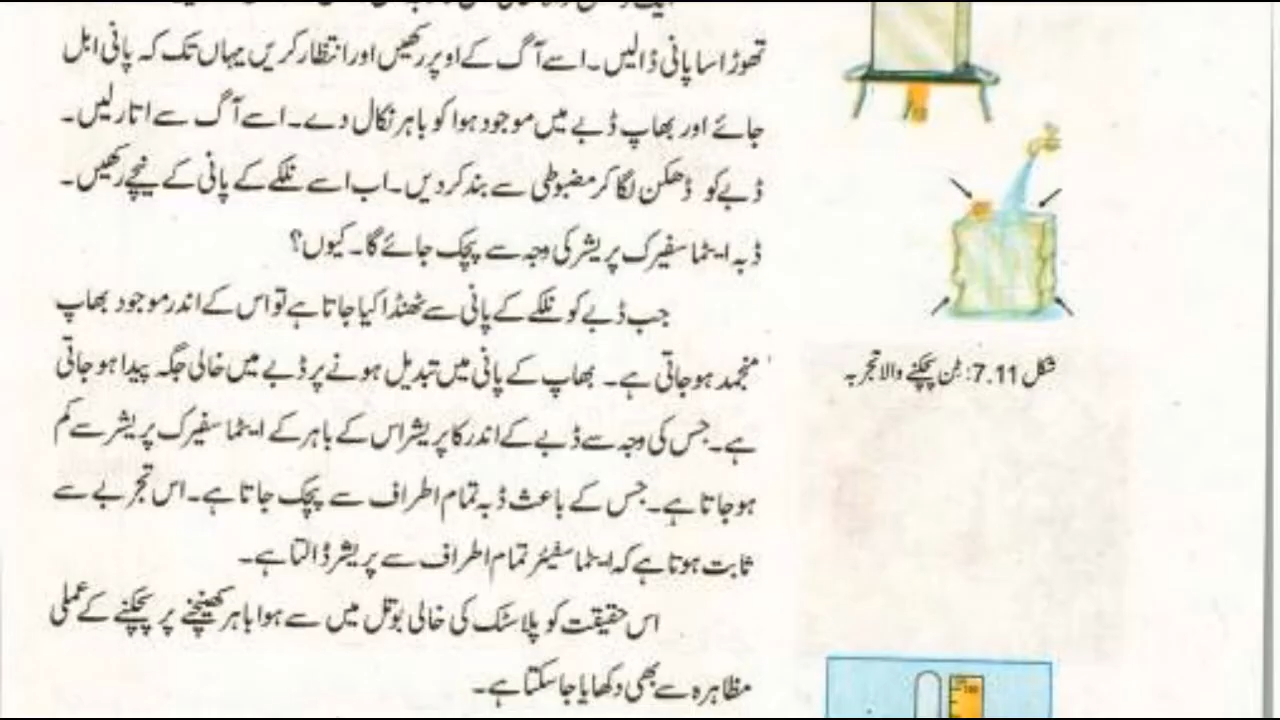 تھوڑا سا پانی ڈالیں۔ اسے آگ کے اوپر رکھیں اور انتظار کریں یہاں تک کہ پانی ابل
جائے اور بھاپ ڈبے میں موجود ہوا کو باہر نکال دے۔ اسے آگ سے اتار لیں۔
ڈبے کو ڈھکن لگا کر مضبوطی سے بند کر دیں۔ اب اسے نلکے کے پانی کے نیچے رکھیں۔
ڈبہ ایٹماسفیرک پریشر کی وجہ سے پچک جائے گا۔ کیوں؟
جب ڈبے کو نلکے کے پانی سے ٹھنڈا کیا جاتا ہے تو اس کے اندر موجود بھاپ
منجمد ہو جاتی ہے۔ بھاپ کے پانی میں تبدیل ہونے پر ڈبے میں خالی جگہ پیدا ہو جاتی
ہے۔ جس کی وجہ سے ڈبے کے اندر کا پریشر اس کے باہر کے ایٹماسفیرک پریشر سے کم
ہو جاتا ہے۔ جس کے باعث ڈبہ تمام اطراف سے پچک جاتا ہے۔ اس تجربے سے
ثابت ہوتا ہے کہ ایٹماسفیئر تمام اطراف سے پریشر ڈالتا ہے۔
اس حقیقت کو پلاسٹک کی خالی بوتل میں سے ہوا باہر کھینچنے پر پچکنے کے عملی
مظاہرہ سے بھی دکھایا جا سکتا ہے۔
شکل 7.11: ٹن پچکنے والا تجربہ